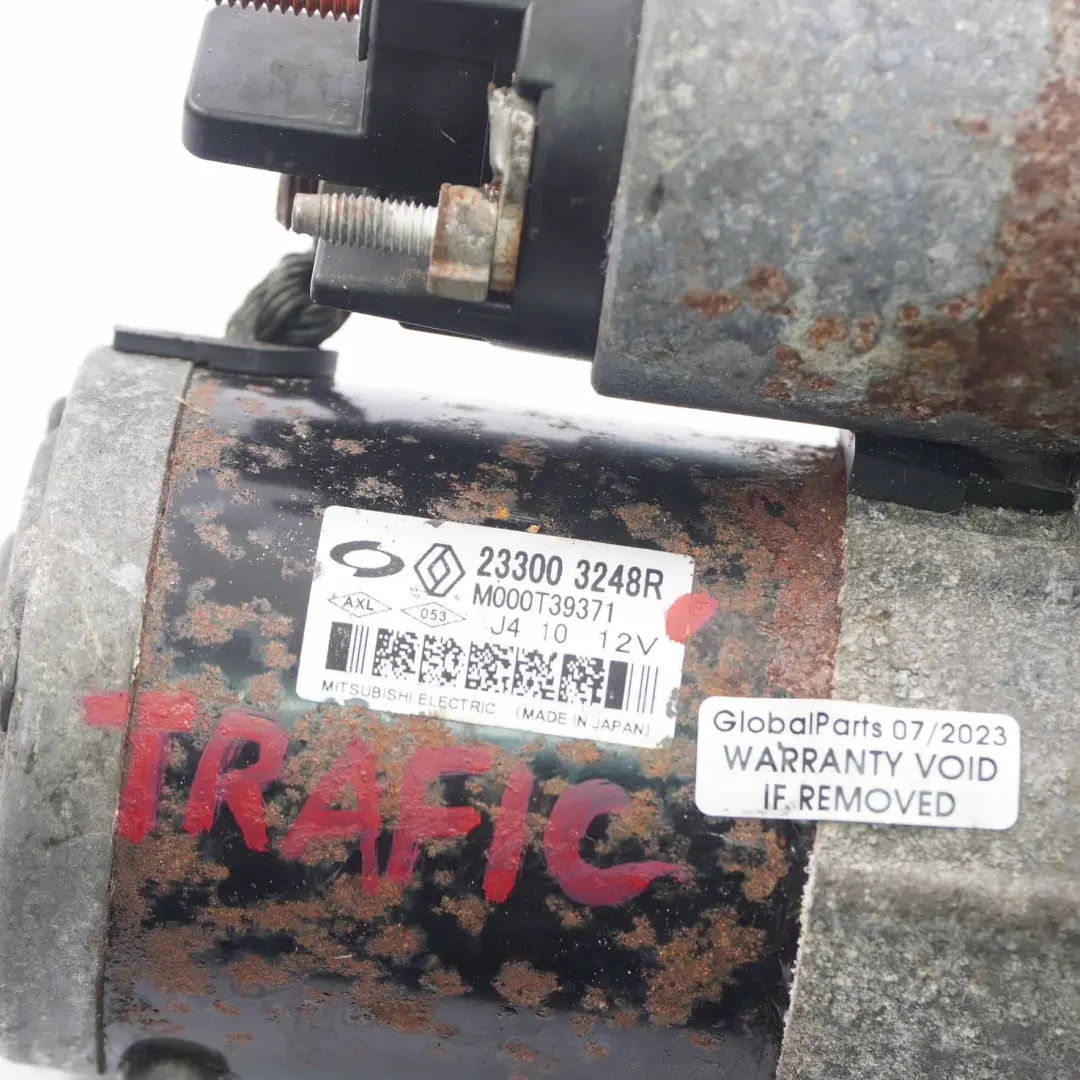 23300 3248R
M000T39371
AXL 053 J4 10 12V
MITSUBISHI ELECTRIC (MADE IN JAPAN)
GlobalParts 07/2023
WARRANTY VOID
IF REMOVED
TRAFIC